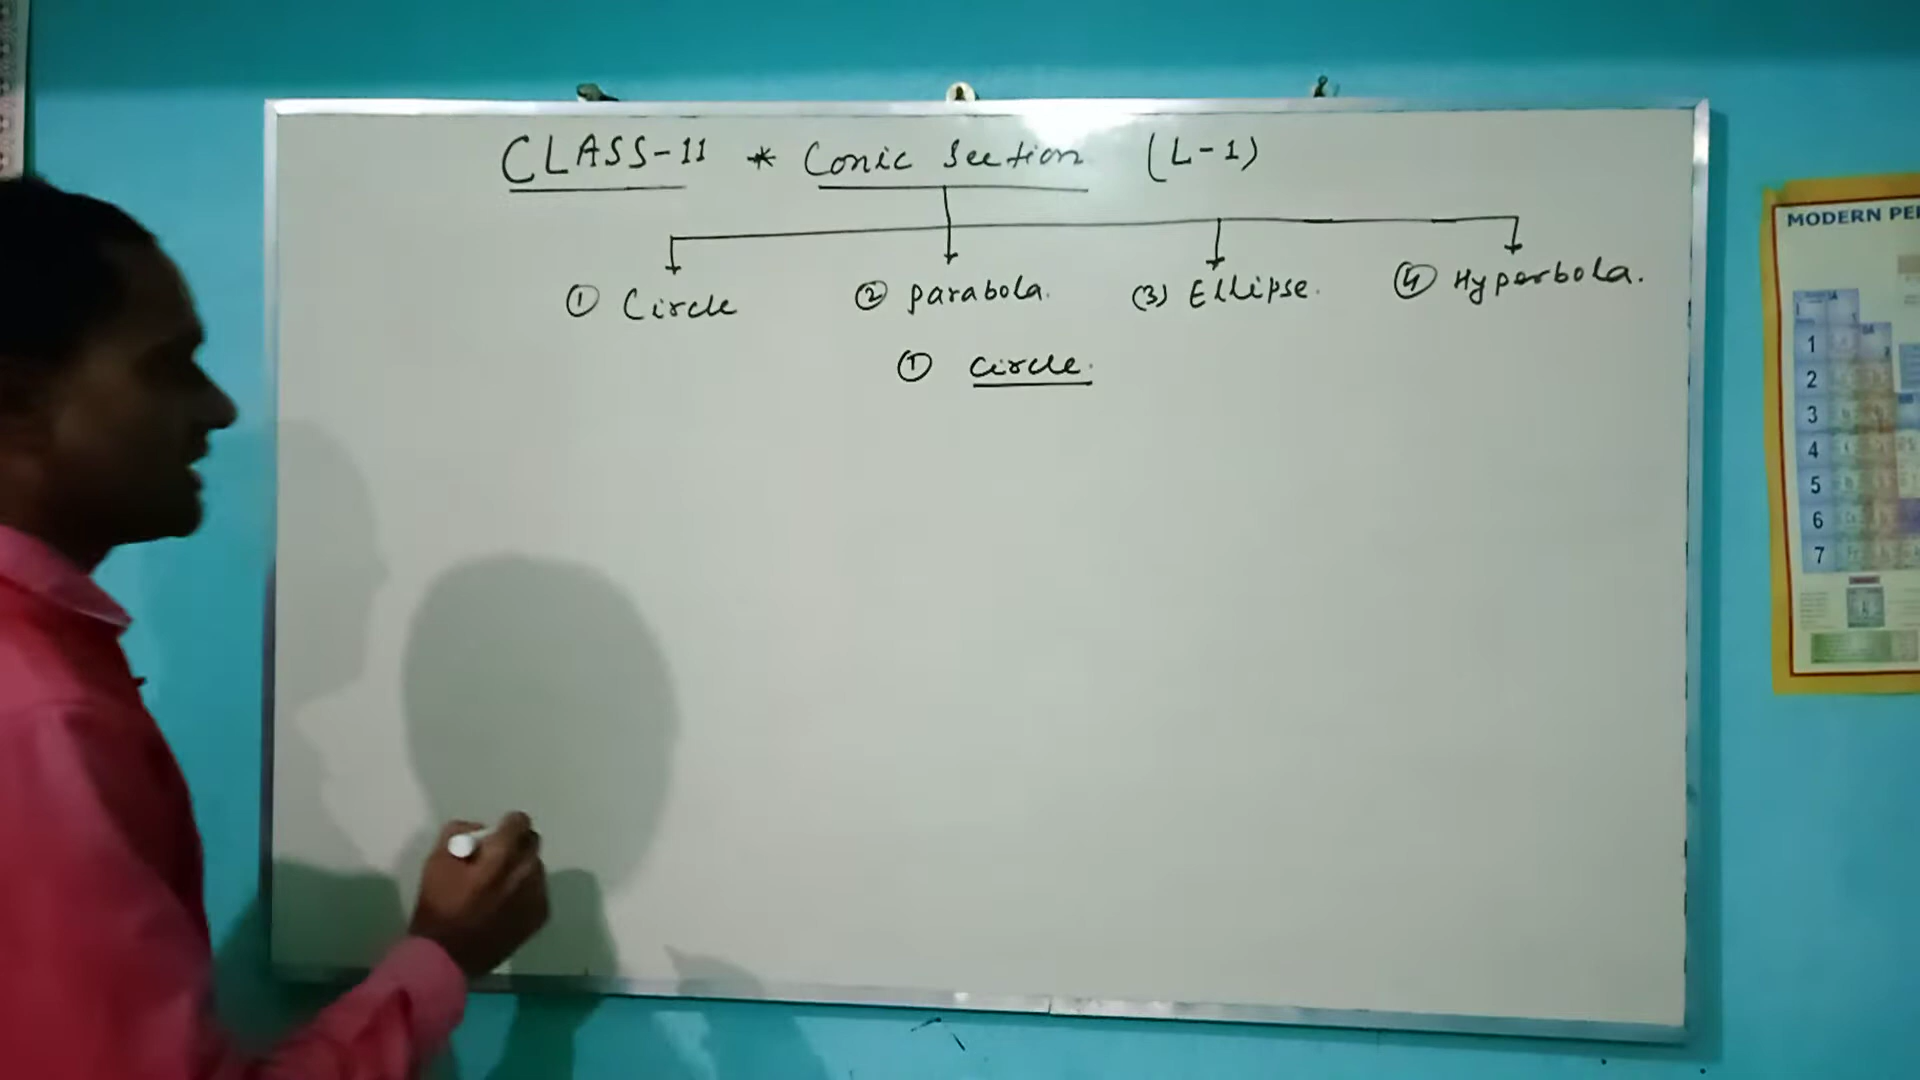 CLASS-11 * Conic Section (L-1)
① Circle ② parabola. (3) Ellipse. ④ Hyperbola.
① circle.
MODERN PE
1
2
3
4
5
6
7